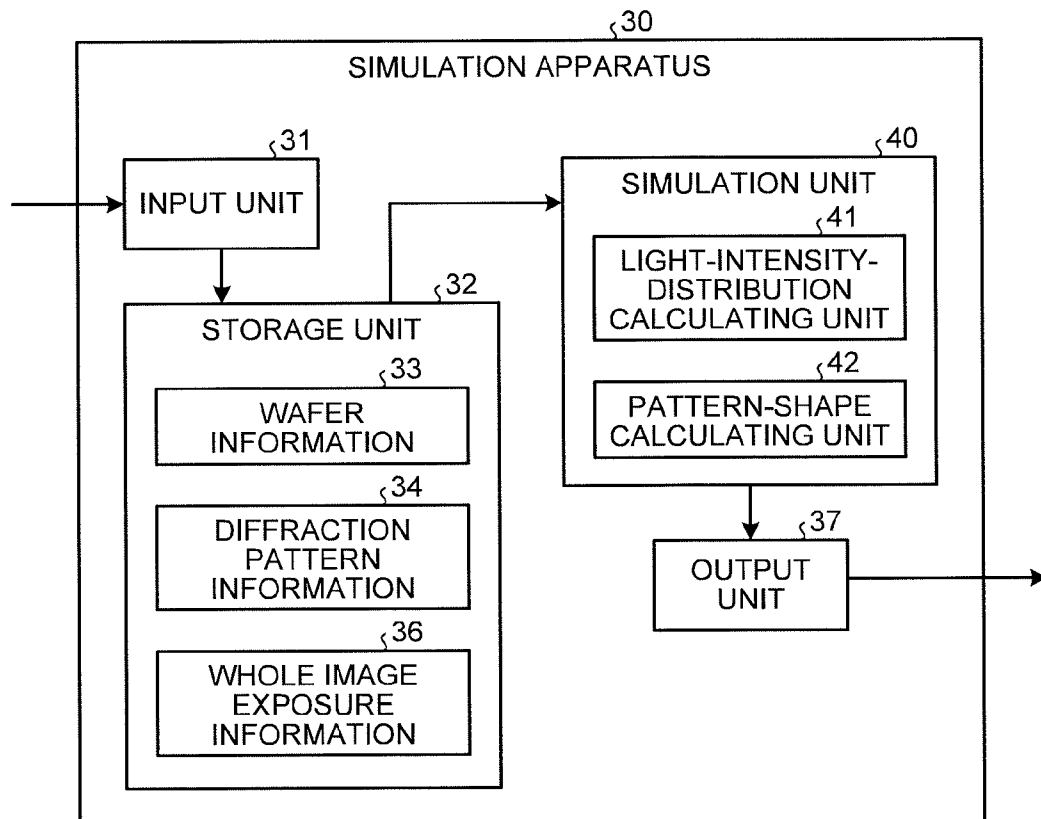 30
SIMULATION APPARATUS
31
INPUT UNIT
32
STORAGE UNIT
33
WAFER
INFORMATION
34
DIFFRACTION
PATTERN
INFORMATION
36
WHOLE IMAGE
EXPOSURE
INFORMATION
40
SIMULATION UNIT
41
LIGHT-INTENSITY-
DISTRIBUTION
CALCULATING UNIT
42
PATTERN-SHAPE
CALCULATING UNIT
37
OUTPUT
UNIT